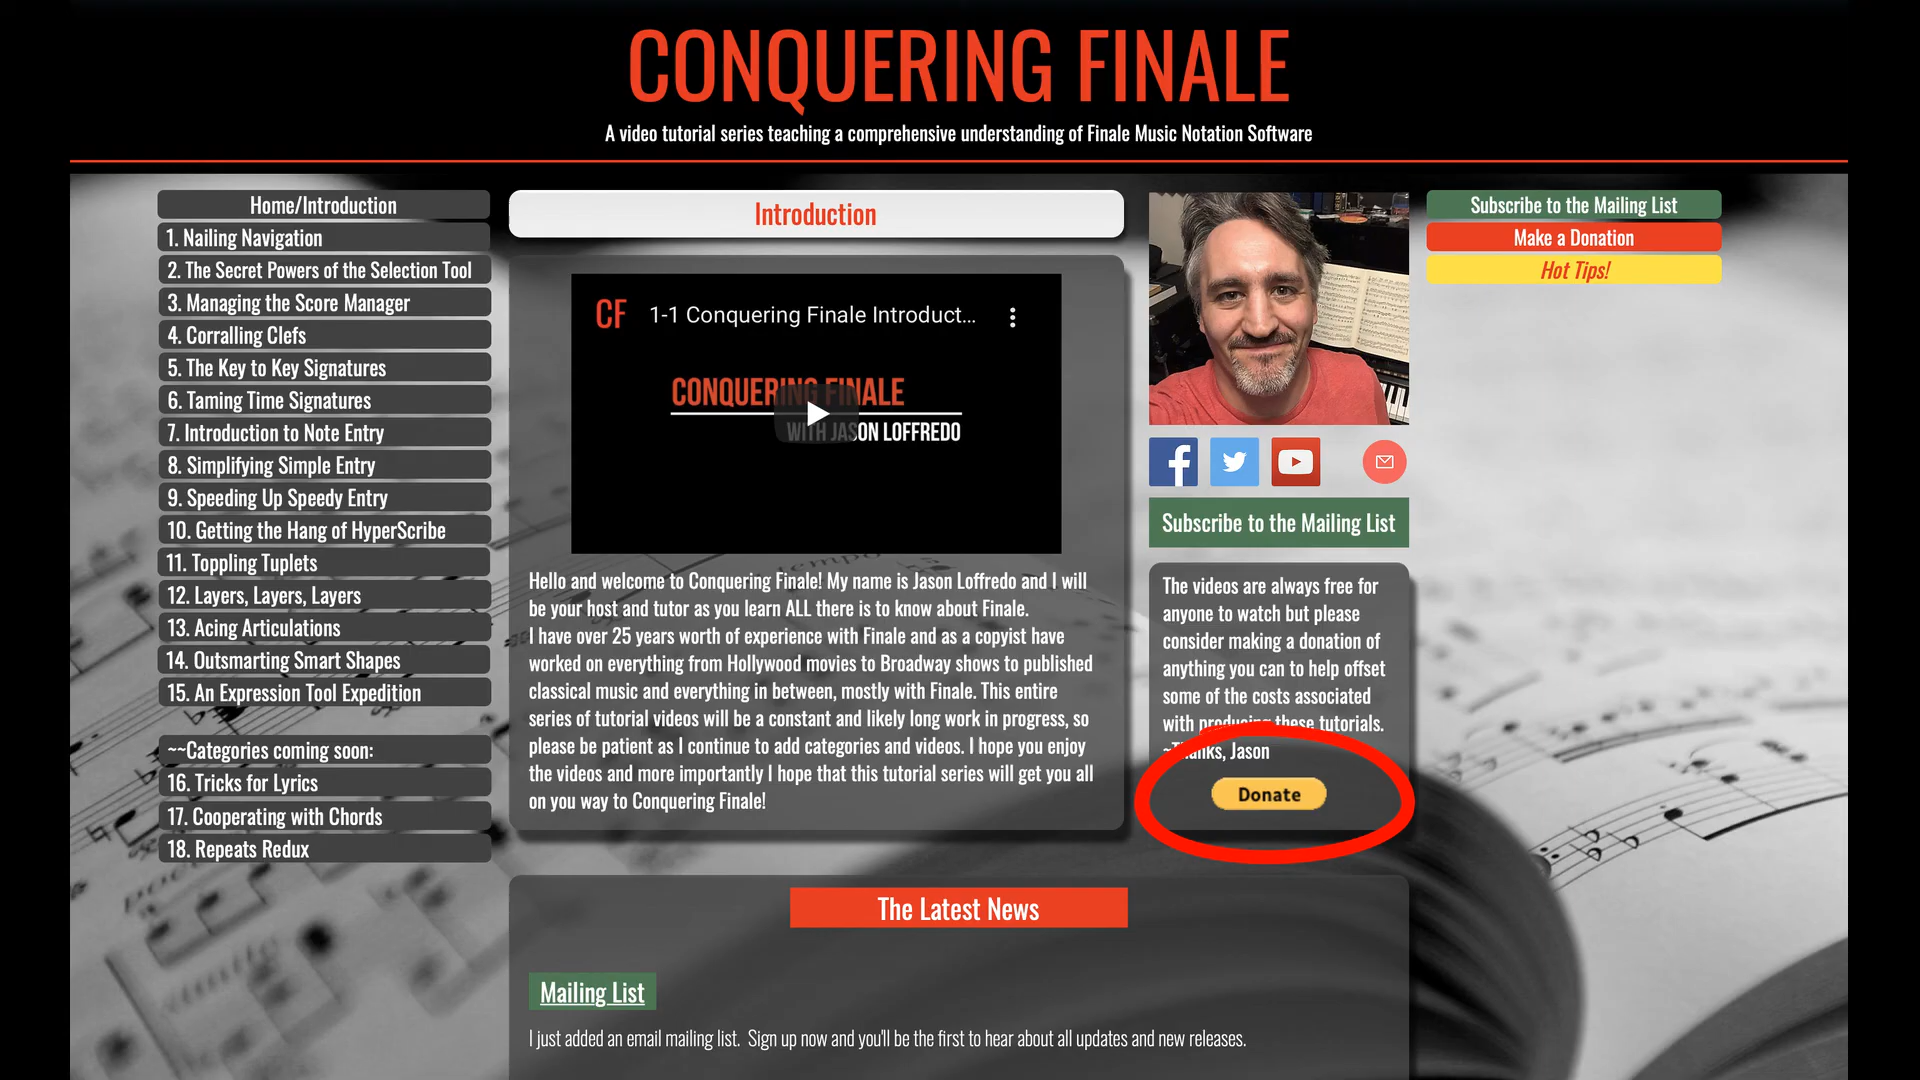 CONQUERING FINALE
A video tutorial series teaching a comprehensive understanding of Finale Music Notation Software
Home/Introduction
1. Nailing Navigation
2. The Secret Powers of the Selection Tool
3. Managing the Score Manager
4. Corralling Clefs
5. The Key to Key Signatures
6. Taming Time Signatures
7. Introduction to Note Entry
8. Simplifying Simple Entry
9. Speeding Up Speedy Entry
10. Getting the Hang of HyperScribe
11. Toppling Tuplets
12. Layers, Layers, Layers
13. Acing Articulations
14. Outsmarting Smart Shapes
15. An Expression Tool Expedition
~~Categories coming soon:
16. Tricks for Lyrics
17. Cooperating with Chords
18. Repeats Redux
Introduction
CF 1-1 Conquering Finale Introduct...
CONQUERING FINALE
WITH JASON LOFFREDO
Hello and welcome to Conquering Finale! My name is Jason Loffredo and I will
be your host and tutor as you learn ALL there is to know about Finale.
I have over 25 years worth of experience with Finale and as a copyist have
worked on everything from Hollywood movies to Broadway shows to published
classical music and everything in between, mostly with Finale. This entire
series of tutorial videos will be a constant and likely long work in progress, so
please be patient as I continue to add categories and videos. I hope you enjoy
the videos and more importantly I hope that this tutorial series will get you all
on you way to Conquering Finale!
Subscribe to the Mailing List
The videos are always free for
anyone to watch but please
consider making a donation of
anything you can to help offset
some of the costs associated
with producing these tutorials.
~Thanks, Jason
Donate
Subscribe to the Mailing List
Make a Donation
Hot Tips!
The Latest News
Mailing List
I just added an email mailing list. Sign up now and you'll be the first to hear about all updates and new releases.